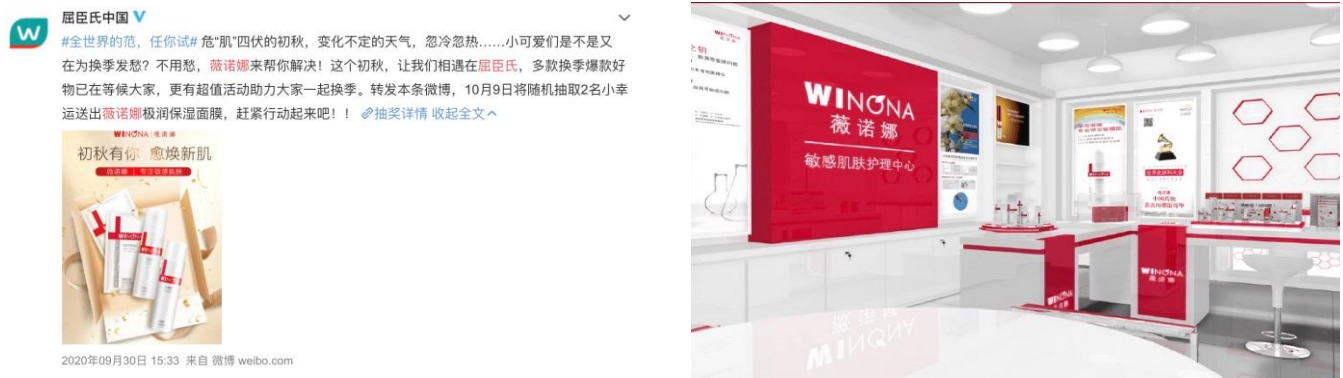 屈臣氏中国
#全世界的范，任你试# 危“肌”四伏的初秋，变化不定的天气，忽冷忽热……小可爱们是不是又
在为换季发愁？不用愁，薇诺娜来帮你解决！这个初秋，让我们相遇在屈臣氏，多款换季爆款好
物已在等候大家，更有超值活动助力大家一起换季。转发本条微博，10月9日将随机抽取2名小幸
运送出薇诺娜极润保湿面膜，赶紧行动起来吧！！ 抽奖详情 收起全文
WINONA 薇诺娜
初秋有你 愈焕新肌
薇诺娜 专注敏感肌肤
WINONA
WINONA
2020年09月30日 15:33 来自 微博 weibo.com
WINONA
WINONA
薇诺娜
敏感肌肤护理中心
WINONA
薇诺娜
WINONA
薇诺娜
WINONA